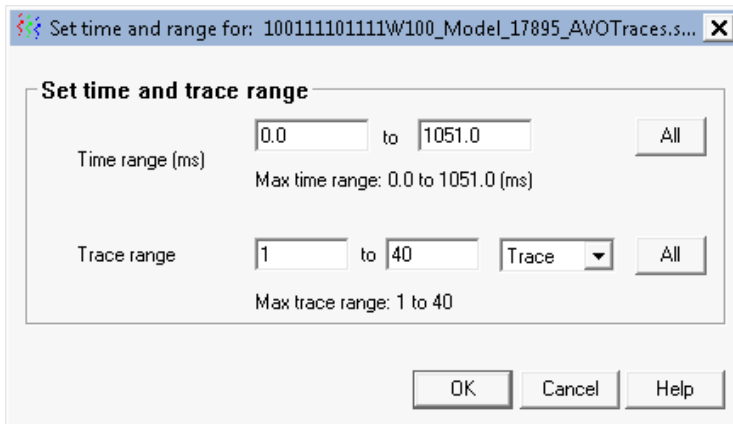 Set time and range for: 100111101111W100_Model_17895_AVOTraces.s...
Set time and trace range
Time range (ms) 0.0 to 1051.0 All
Max time range: 0.0 to 1051.0 (ms)
Trace range 1 to 40 Trace All
Max trace range: 1 to 40
OK Cancel Help